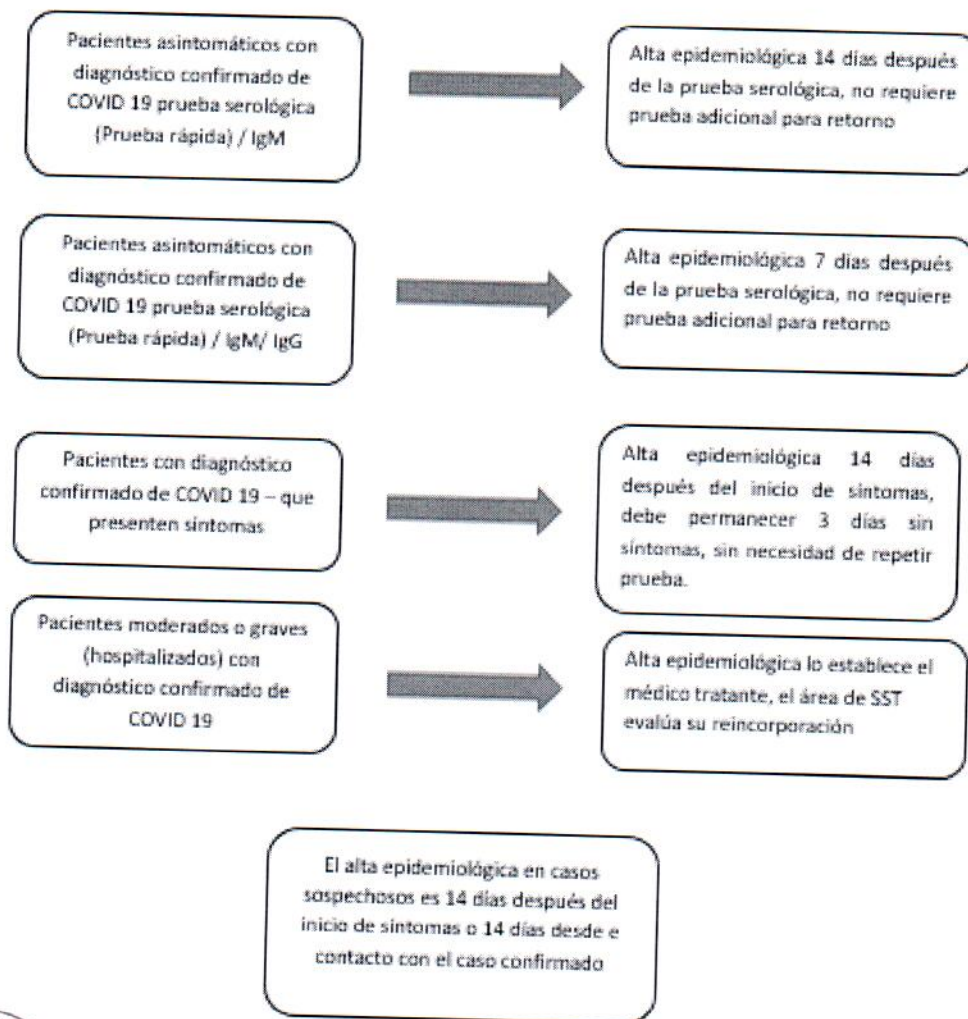 Pacientes asintomáticos con
diagnóstico confirmado de
COVID 19 prueba serológica
(Prueba rápida) / IgM
Alta epidemiológica 14 días después
de la prueba serológica, no requiere
prueba adicional para retorno
Pacientes asintomáticos con
diagnóstico confirmado de
COVID 19 prueba serológica
(Prueba rápida) / IgM/ IgG
Alta epidemiológica 7 días después
de la prueba serológica, no requiere
prueba adicional para retorno
Pacientes con diagnóstico
confirmado de COVID 19 – que
presenten síntomas
Alta epidemiológica 14 días
después del inicio de síntomas,
debe permanecer 3 días sin
síntomas, sin necesidad de repetir
prueba.
Pacientes moderados o graves
(hospitalizados) con
diagnóstico confirmado de
COVID 19
Alta epidemiológica lo establece el
médico tratante, el área de SST
evalúa su reincorporación
El alta epidemiológica en casos
sospechosos es 14 días después del
inicio de síntomas o 14 días desde e
contacto con el caso confirmado